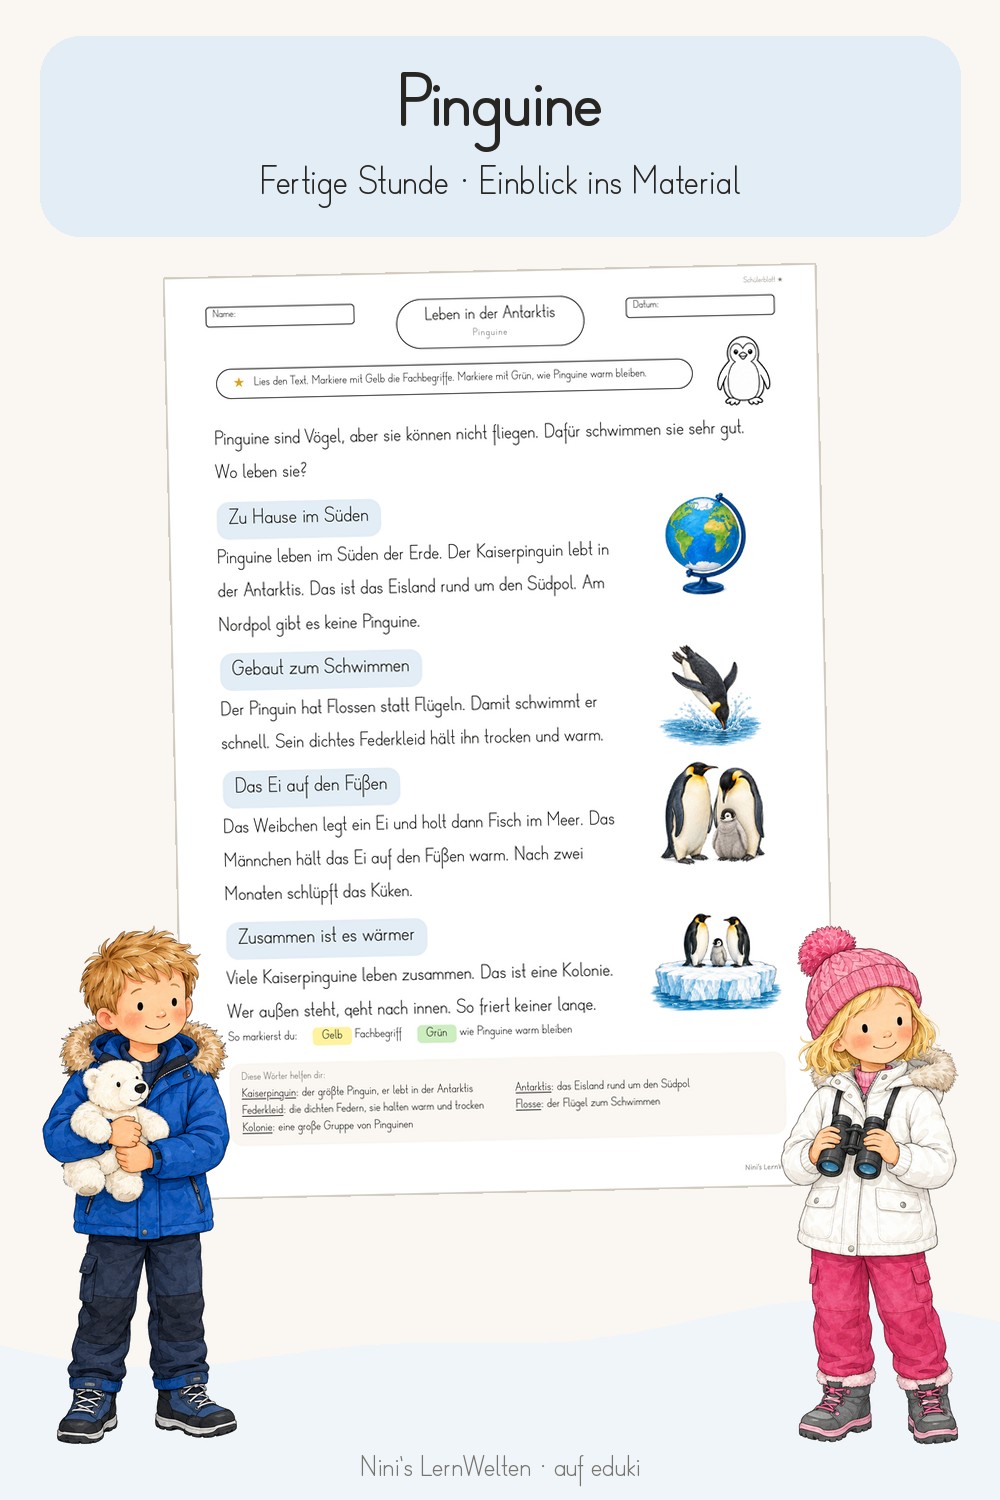 Pinguine
Fertige Stunde · Einblick ins Material
Schülerblatt ★
Name:
Leben in der Antarktis
Pinguine
Datum:
★ Lies den Text. Markiere mit Gelb die Fachbegriffe. Markiere mit Grün, wie Pinguine warm bleiben.
Pinguine sind Vögel, aber sie können nicht fliegen. Dafür schwimmen sie sehr gut.
Wo leben sie?
Zu Hause im Süden
Pinguine leben im Süden der Erde. Der Kaiserpinguin lebt in
der Antarktis. Das ist das Eisland rund um den Südpol. Am
Nordpol gibt es keine Pinguine.
Gebaut zum Schwimmen
Der Pinguin hat Flossen statt Flügeln. Damit schwimmt er
schnell. Sein dichtes Federkleid hält ihn trocken und warm.
Das Ei auf den Füßen
Das Weibchen legt ein Ei und holt dann Fisch im Meer. Das
Männchen hält das Ei auf den Füßen warm. Nach zwei
Monaten schlüpft das Küken.
Zusammen ist es wärmer
Viele Kaiserpinguine leben zusammen. Das ist eine Kolonie.
Wer außen steht, geht nach innen. So friert keiner lange.
So markierst du: Gelb Fachbegriff Grün wie Pinguine warm bleiben
Diese Wörter helfen dir:
Kaiserpinguin: der größte Pinguin, er lebt in der Antarktis
Federkleid: die dichten Federn, sie halten warm und trocken
Kolonie: eine große Gruppe von Pinguinen
Antarktis: das Eisland rund um den Südpol
Flosse: der Flügel zum Schwimmen
Nini's
Nini's LernWelten · auf eduki